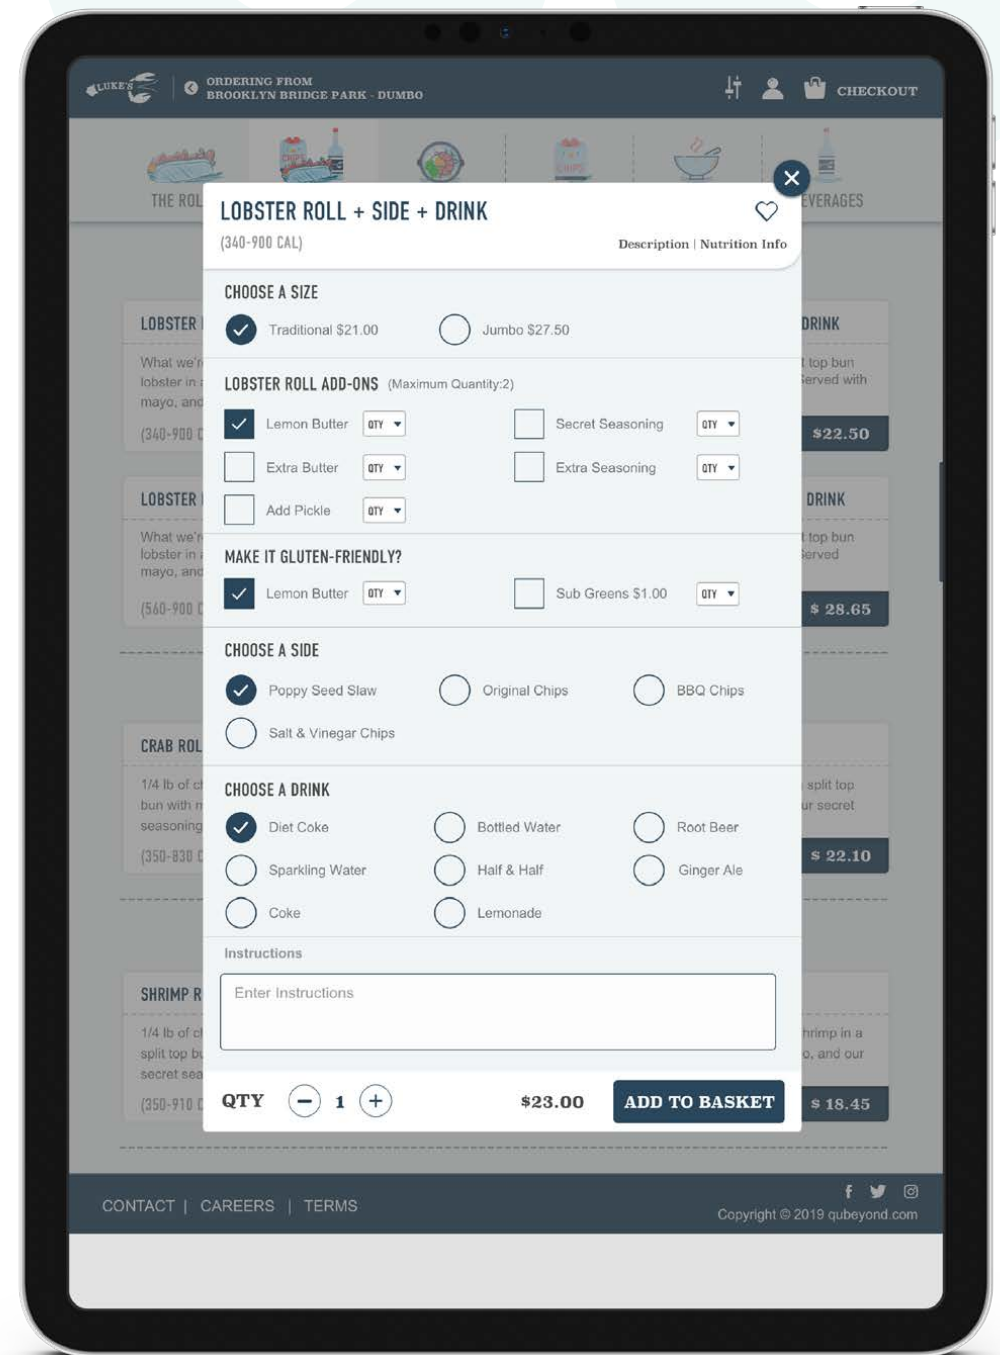 LUKE'S
ORDERING FROM
BROOKLYN BRIDGE PARK - DUMBO
CHECKOUT
CHIPS
THE ROL
EVERAGES
LOBSTER ROLL + SIDE + DRINK
(340-900 CAL)
Description | Nutrition Info
CHOOSE A SIZE
Traditional $21.00
Jumbo $27.50
LOBSTER ROLL ADD-ONS (Maximum Quantity:2)
Lemon Butter QTY
Secret Seasoning QTY
Extra Butter QTY
Extra Seasoning QTY
Add Pickle QTY
MAKE IT GLUTEN-FRIENDLY?
Lemon Butter QTY
Sub Greens $1.00 QTY
CHOOSE A SIDE
Poppy Seed Slaw
Original Chips
BBQ Chips
Salt & Vinegar Chips
CHOOSE A DRINK
Diet Coke
Bottled Water
Root Beer
Sparkling Water
Half & Half
Ginger Ale
Coke
Lemonade
Instructions
Enter Instructions
QTY 1
$23.00
ADD TO BASKET
LOBSTER
What we'r
lobster in
mayo, and
(340-900
DRINK
top bun
served with
$22.50
LOBSTER
What we'r
lobster in
mayo, and
(560-900
DRINK
top bun
served
$ 28.65
CRAB ROL
1/4 lb of c
bun with
seasoning
(350-830
split top
ur secret
$ 22.10
SHRIMP R
1/4 lb of c
split top bu
secret sea
(350-910
hrimp in a
o, and our
$ 18.45
CONTACT | CAREERS | TERMS
Copyright © 2019 qubeyond.com